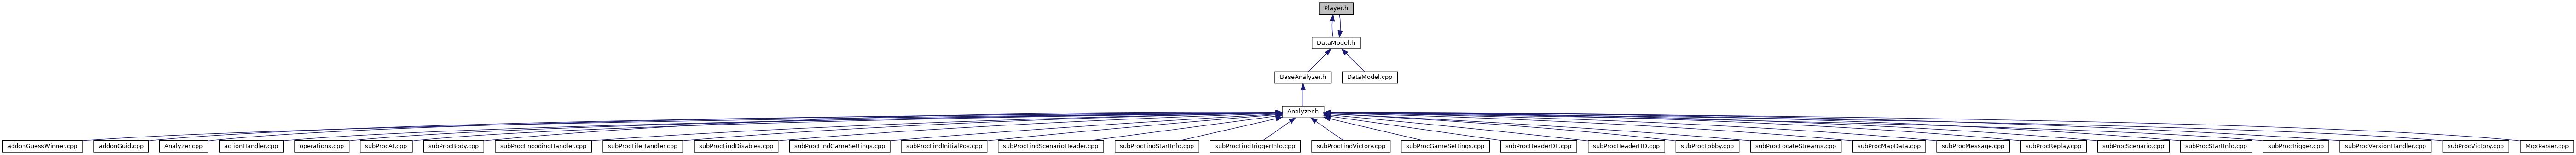 Player.h
DataModel.h
BaseAnalyzer.h DataModel.cpp
Analyzer.h
addonGuessWinner.cpp addonGuid.cpp Analyzer.cpp actionHandler.cpp operations.cpp subProcAI.cpp subProcBody.cpp subProcEncodingHandler.cpp subProcFileHandler.cpp subProcFindDisables.cpp subProcFindGameSettings.cpp subProcFindInitialPos.cpp subProcFindScenarioHeader.cpp subProcFindStartInfo.cpp subProcFindTriggerInfo.cpp subProcFindVictory.cpp subProcGameSettings.cpp subProcHeaderDE.cpp subProcHeaderHD.cpp subProcLobby.cpp subProcLocateStreams.cpp subProcMapData.cpp subProcMessage.cpp subProcReplay.cpp subProcScenario.cpp subProcStartInfo.cpp subProcTrigger.cpp subProcVersionHandler.cpp subProcVictory.cpp MgxParser.cpp